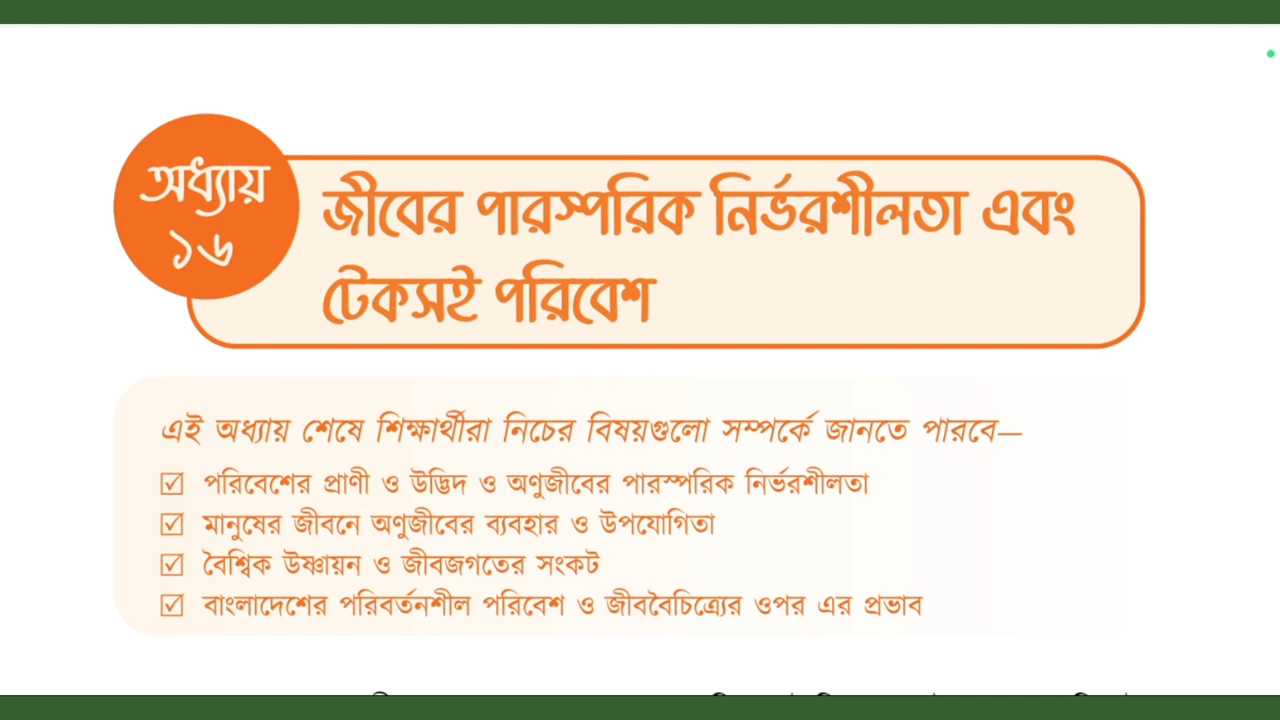 অধ্যায়
১৬
জীবের পারস্পরিক নির্ভরশীলতা এবং
টেকসই পরিবেশ
এই অধ্যায় শেষে শিক্ষার্থীরা নিচের বিষয়গুলো সম্পর্কে জানতে পারবে—
☑ পরিবেশের প্রাণী ও উদ্ভিদ ও অণুজীবের পারস্পরিক নির্ভরশীলতা
☑ মানুষের জীবনে অণুজীবের ব্যবহার ও উপযোগিতা
☑ বৈশ্বিক উষ্ণায়ন ও জীবজগতের সংকট
☑ বাংলাদেশের পরিবর্তনশীল পরিবেশ ও জীববৈচিত্র্যের ওপর এর প্রভাব